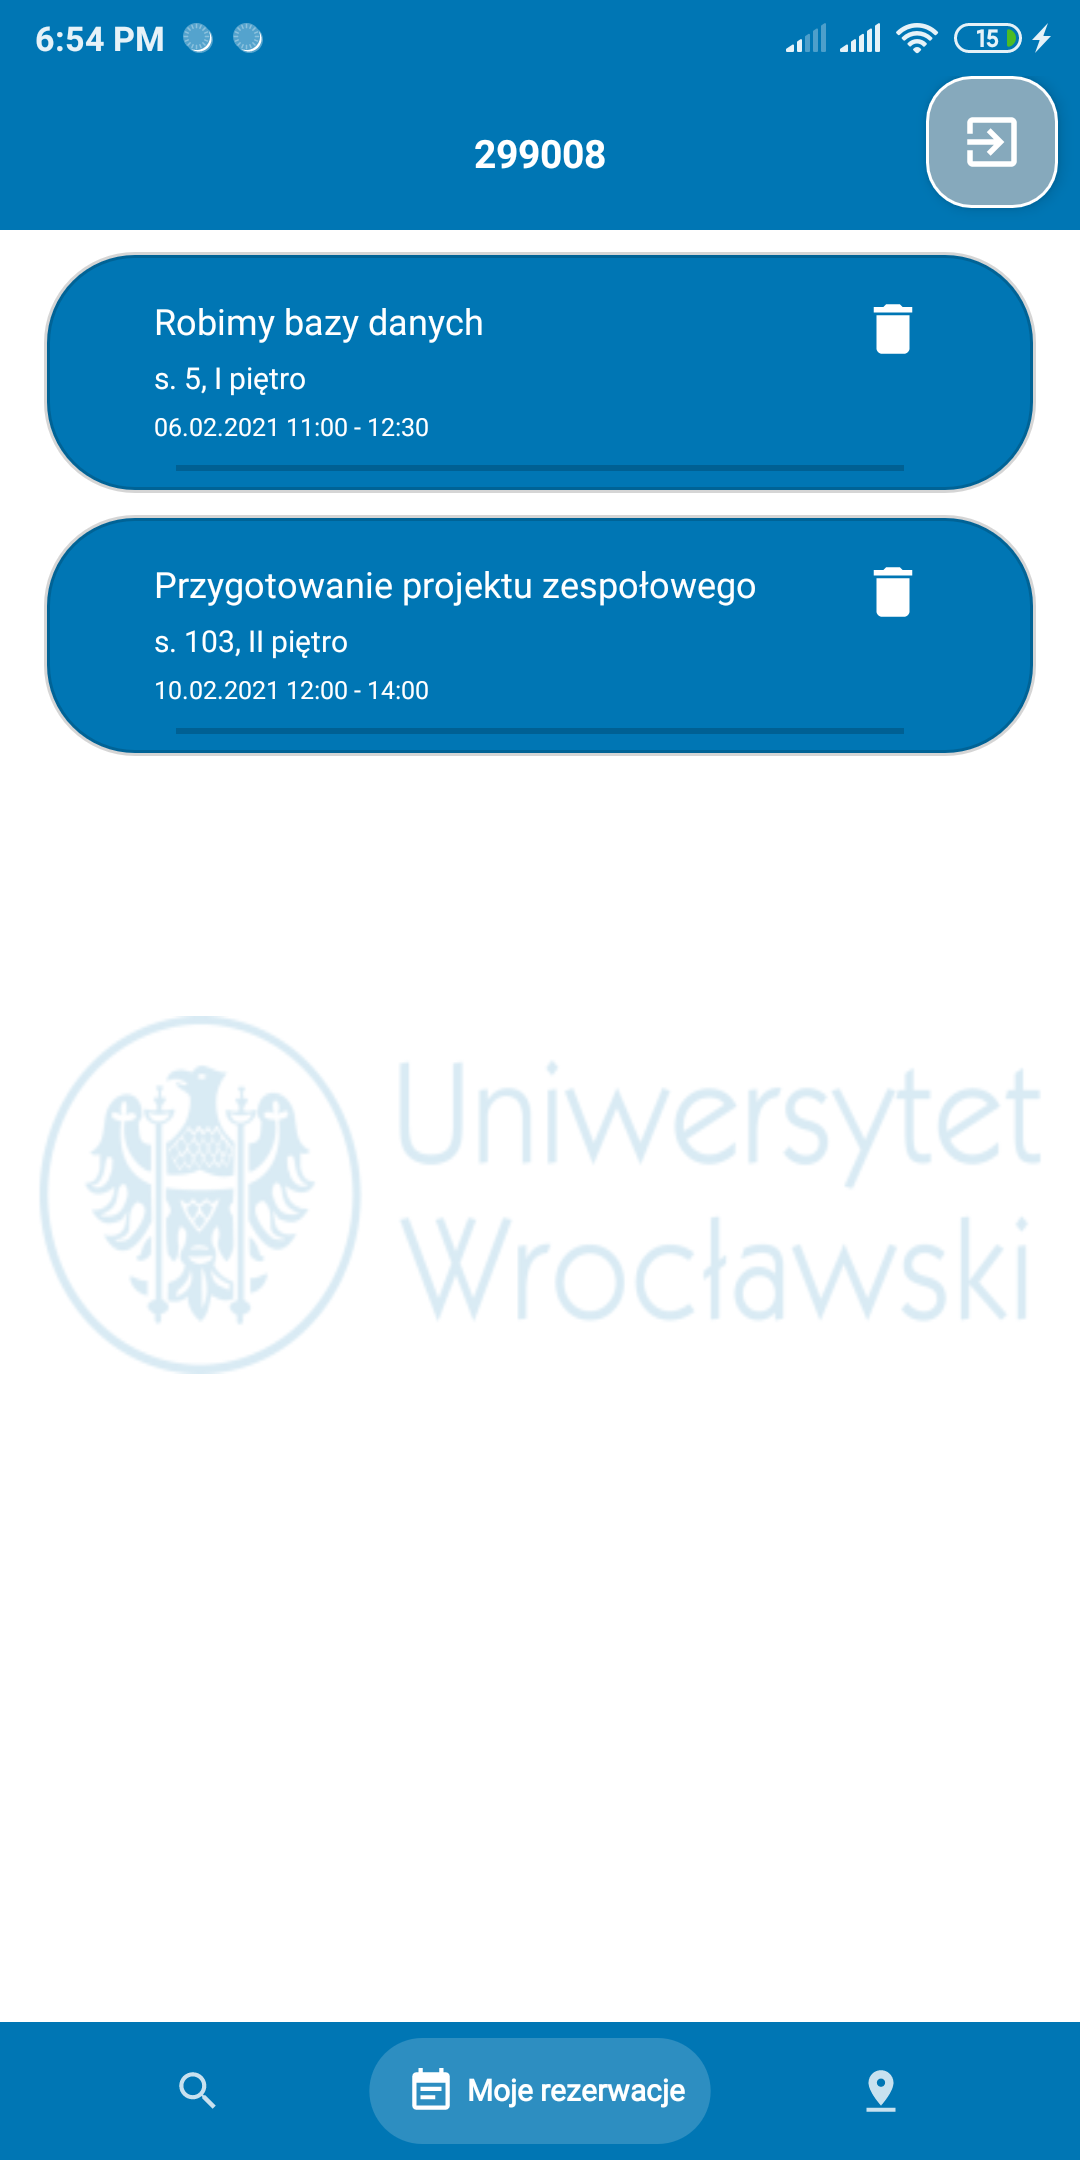 6:54 PM
15
299008
Robimy bazy danych
s. 5, I piętro
06.02.2021 11:00 - 12:30
Przygotowanie projektu zespołowego
s. 103, II piętro
10.02.2021 12:00 - 14:00
Uniwersytet
Wrocławski
Moje rezerwacje